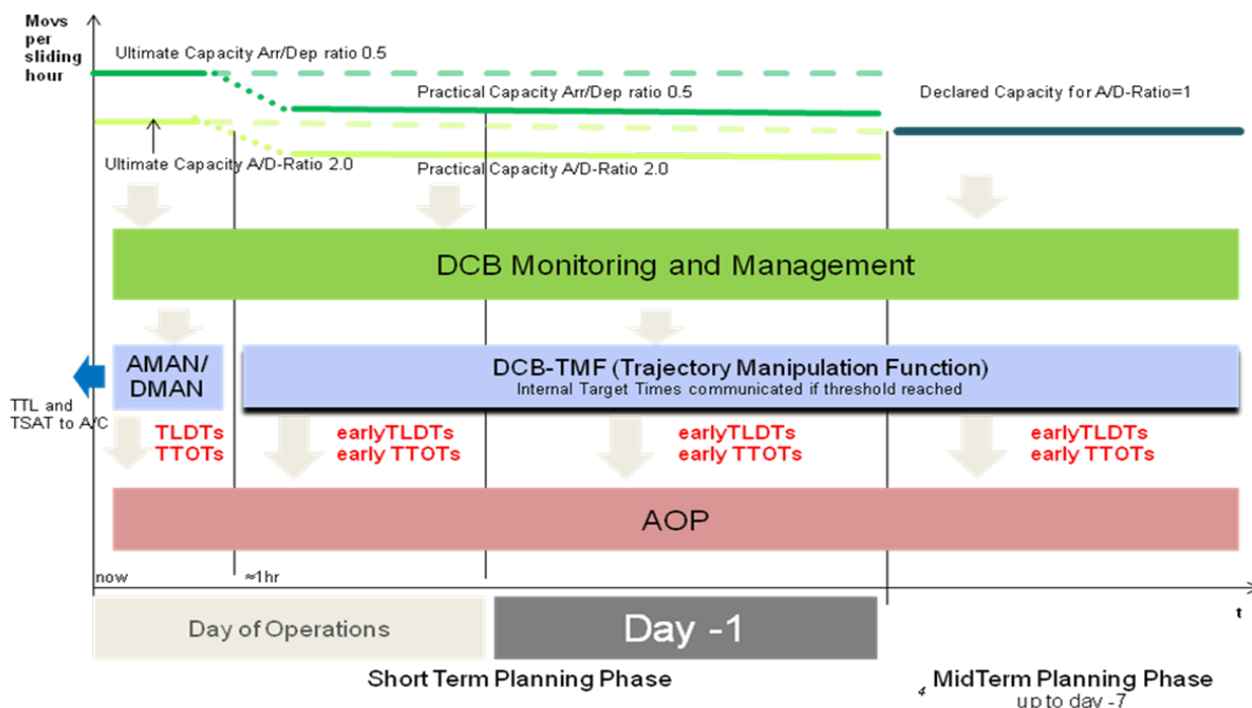 Movs
per
sliding
hour
Ultimate Capacity Arr/Dep ratio 0.5
Practical Capacity Arr/Dep ratio 0.5
Declared Capacity for A/D-Ratio=1
Ultimate Capacity A/D-Ratio 2.0
Practical Capacity A/D-Ratio 2.0
DCB Monitoring and Management
AMAN/
DMAN
DCB-TMF (Trajectory Manipulation Function)
Internal Target Times communicated if threshold reached
TTL and
TSAT to A/C
TLDTs
TTOTs
earlyTLDTs
early TTOTs
earlyTLDTs
early TTOTs
earlyTLDTs
early TTOTs
AOP
now
≈1hr
t
Day of Operations
Day -1
Short Term Planning Phase
4
MidTerm Planning Phase
up to day -7